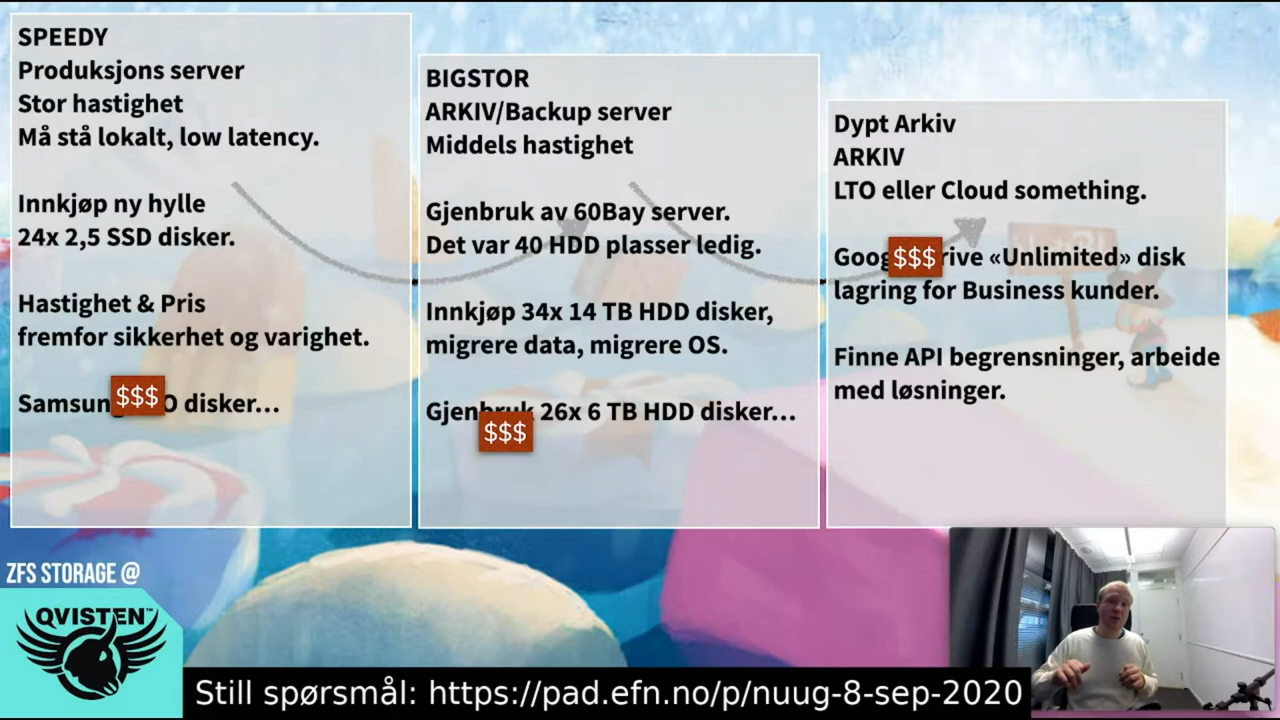 SPEEDY
Produksjons server
Stor hastighet
Må stå lokalt, low latency.
Innkjøp ny hylle
24x 2,5 SSD disker.
Hastighet & Pris
fremfor sikkerhet og varighet.
$$$ disker...
BIGSTOR
ARKIV/Backup server
Middels hastighet
Gjenbruk av 60Bay server.
Det var 40 HDD plasser ledig.
Innkjøp 34x 14 TB HDD disker,
migrere data, migrere OS.
Gjenbruk 26x 6 TB HDD disker...
$$$
Dypt Arkiv
ARKIV
LTO eller Cloud something.
$$$ «Unlimited» disk
lagring for Business kunder.
Finne API begrensninger, arbeide
med løsninger.
ZFS STORAGE @
QVISTEN™
Still spørsmål: https://pad.efn.no/p/nuug-8-sep-2020